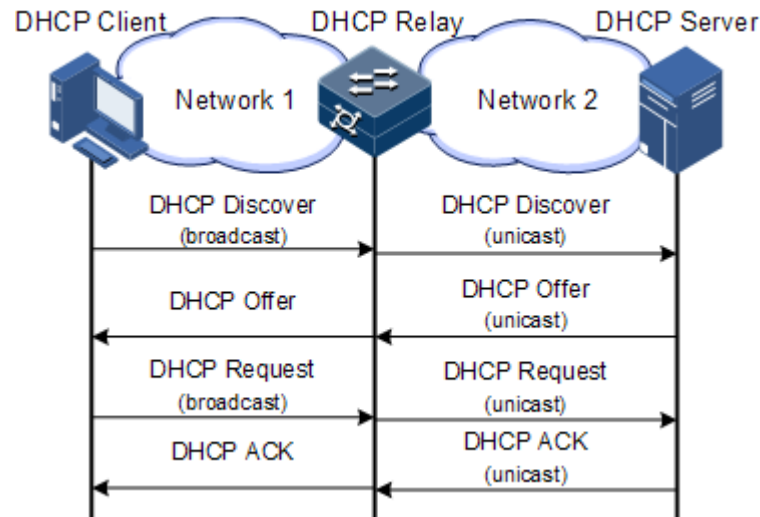 DHCP Client
DHCP Relay
DHCP Server
Network 1
Network 2
DHCP Discover
(broadcast)
DHCP Discover
(unicast)
DHCP Offer
DHCP Offer
(unicast)
DHCP Request
(broadcast)
DHCP Request
(unicast)
DHCP ACK
DHCP ACK
(unicast)